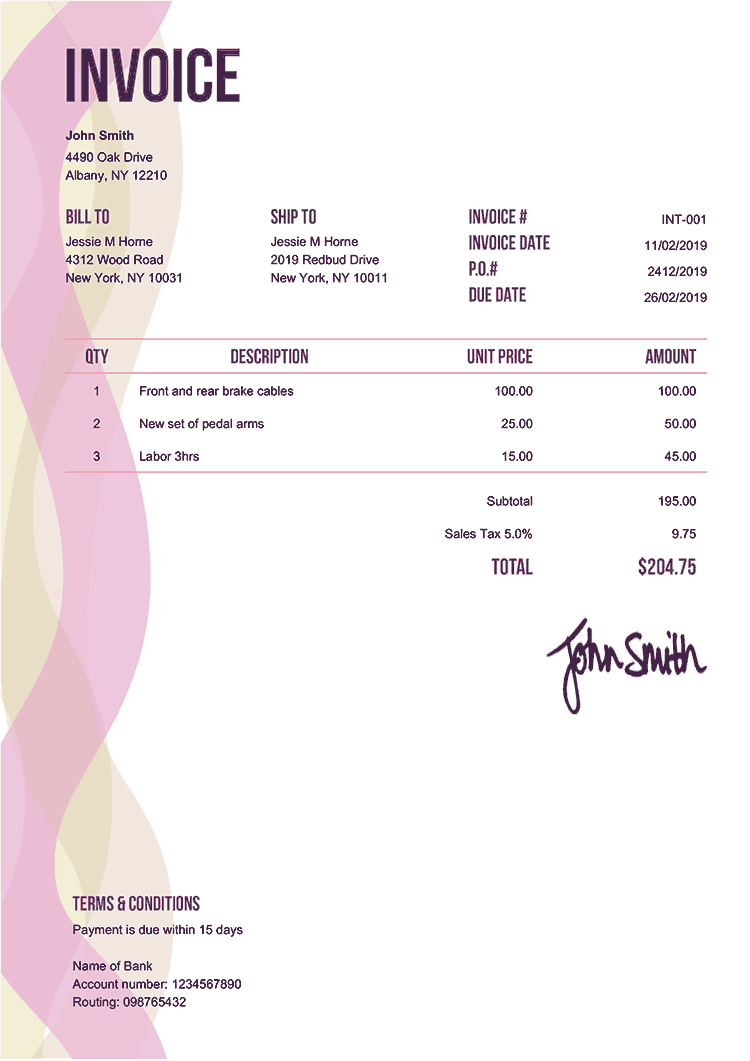 INVOICE
John Smith
4490 Oak Drive
Albany, NY 12210
BILL TO
Jessie M Horne
4312 Wood Road
New York, NY 10031
SHIP TO
Jessie M Horne
2019 Redbud Drive
New York, NY 10011
INVOICE # INT-001
INVOICE DATE 11/02/2019
P.O.# 2412/2019
DUE DATE 26/02/2019
QTY DESCRIPTION UNIT PRICE AMOUNT
1 Front and rear brake cables 100.00 100.00
2 New set of pedal arms 25.00 50.00
3 Labor 3hrs 15.00 45.00
Subtotal 195.00
Sales Tax 5.0% 9.75
TOTAL $204.75
John Smith
TERMS & CONDITIONS
Payment is due within 15 days
Name of Bank
Account number: 1234567890
Routing: 098765432